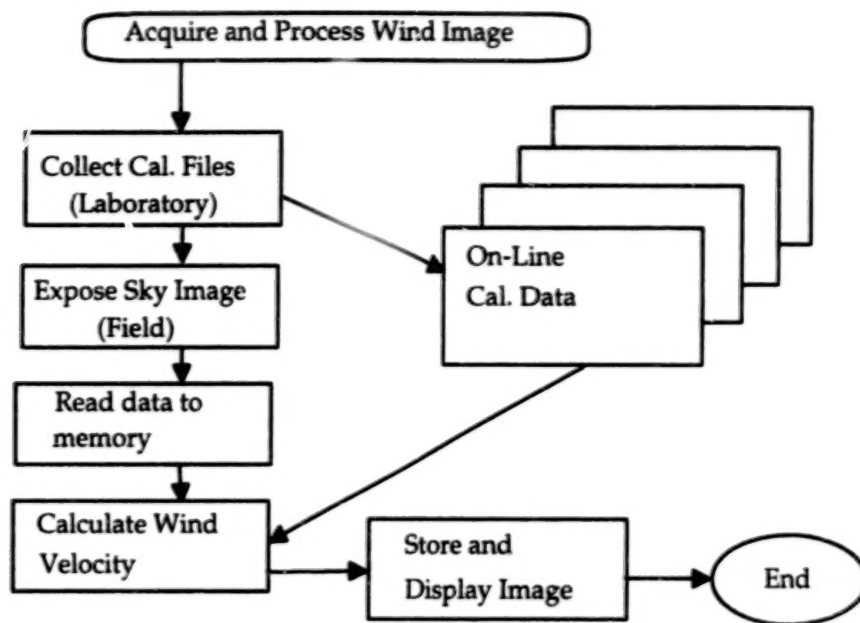 Acquire and Process Wind Image
Collect Cal. Files
(Laboratory)
On-Line
Cal. Data
Expose Sky Image
(Field)
Read data to
memory
Calculate Wind
Velocity
Store and
Display Image
End